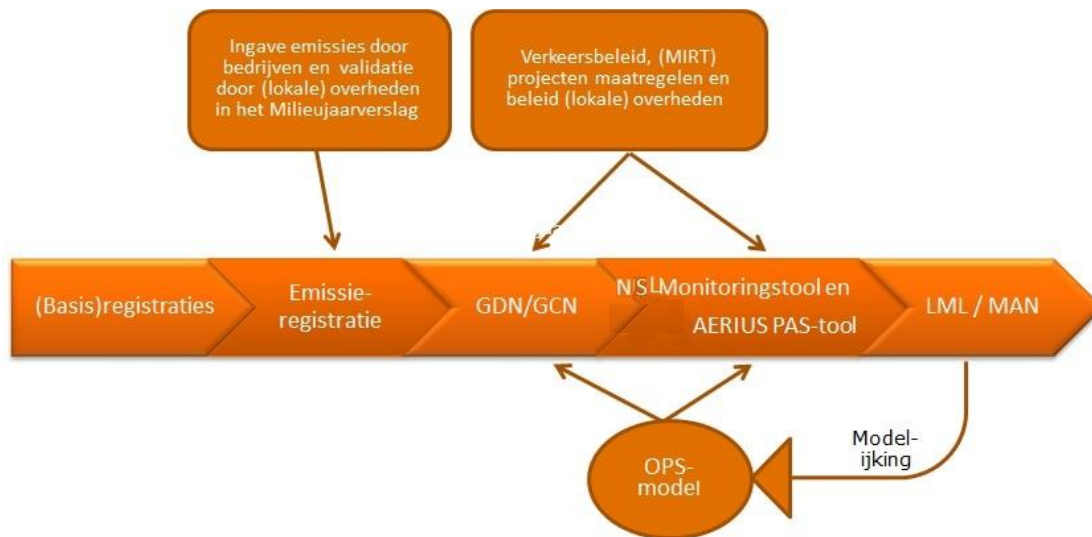 Ingave emissies door
bedrijven en validatie
door (lokale) overheden
in het Milieujaarverslag
Verkeersbeleid, (MIRT)
projecten maatregelen en
beleid (lokale) overheden
(Basis)registraties
Emissie-
registratie
GDN/GCN
NSL Monitoringstool en
AERIUS PAS-tool
LML / MAN
OPS-
model
Model-
ijking